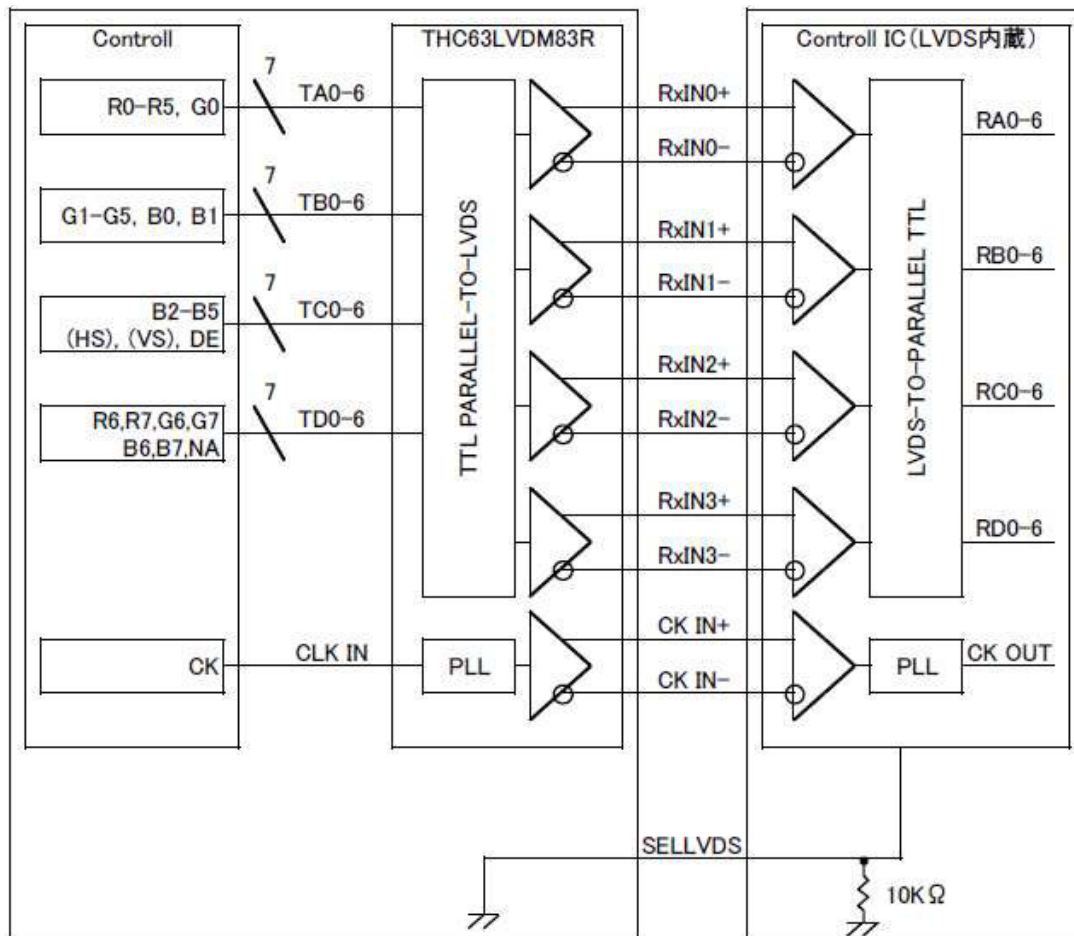 Controll
THC63LVDM83R
Controll IC(LVDS内蔵)
R0-R5, G0
7
TA0-6
RxIN0+
RxIN0-
RA0-6
G1-G5, B0, B1
7
TB0-6
RxIN1+
RxIN1-
RB0-6
B2-B5
(HS), (VS), DE
7
TC0-6
RxIN2+
RxIN2-
RC0-6
R6,R7,G6,G7
B6,B7,NA
7
TD0-6
RxIN3+
RxIN3-
RD0-6
TTL PARALLEL-TO-LVDS
LVDS-TO-PARALLEL TTL
CK
CLK IN
PLL
CK IN+
CK IN-
PLL
CK OUT
SELLVDS
10KΩ